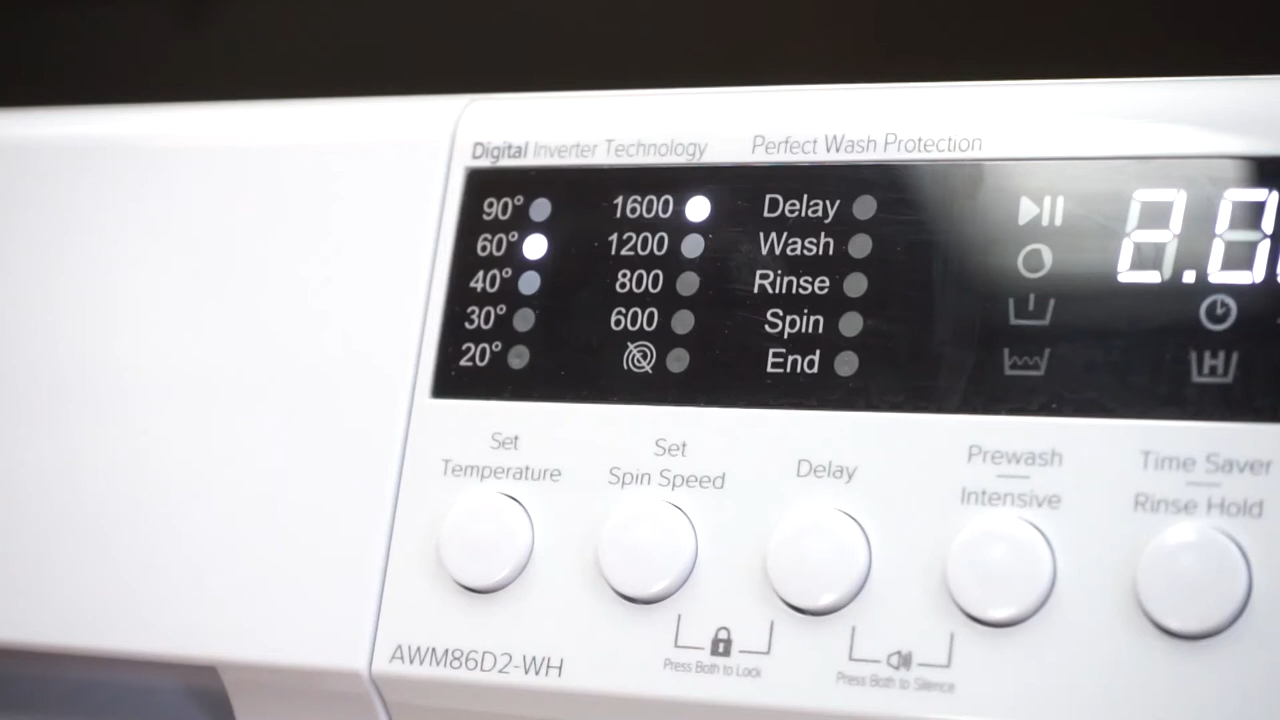 Digital Inverter Technology Perfect Wash Protection
90° 1600 Delay
60° 1200 Wash
40° 800 Rinse
30° 600 Spin
20° End
2.0
H
Set Temperature
Set Spin Speed
Delay
Prewash
Intensive
Time Saver
Rinse Hold
Press Both to Lock
Press Both to Silence
AWM86D2-WH